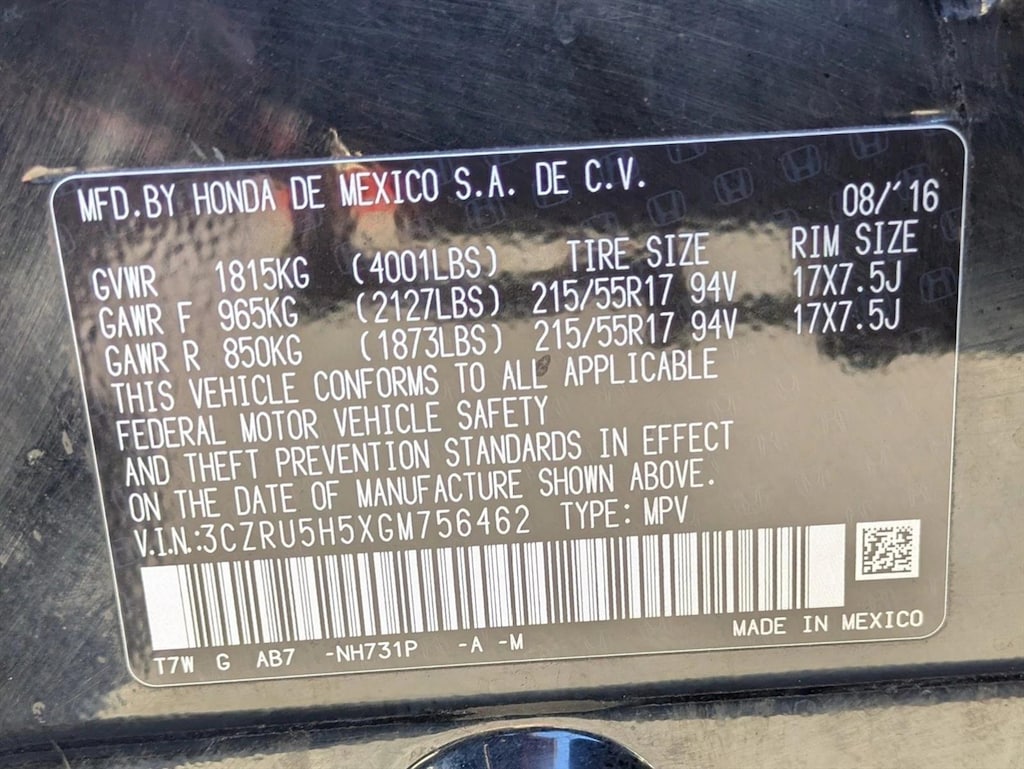 MFD.BY HONDA DE MEXICO S.A. DE C.V.
08/'16
GVWR 1815KG (4001LBS) TIRE SIZE RIM SIZE
GAWR F 965KG (2127LBS) 215/55R17 94V 17X7.5J
GAWR R 850KG (1873LBS) 215/55R17 94V 17X7.5J
THIS VEHICLE CONFORMS TO ALL APPLICABLE
FEDERAL MOTOR VEHICLE SAFETY
AND THEFT PREVENTION STANDARDS IN EFFECT
ON THE DATE OF MANUFACTURE SHOWN ABOVE.
V.I.N.:3CZRU5H5XGM756462 TYPE: MPV
T7W G AB7 -NH731P -A -M
MADE IN MEXICO